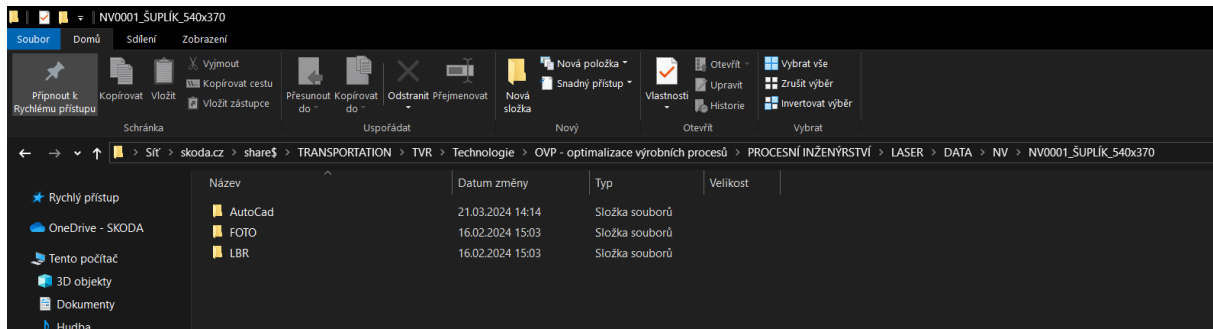 NV0001_ŠUPLÍK_540x370
Soubor Domů Sdílení Zobrazení
Připnout k Rychlému přístupu
Kopírovat
Vložit
Vyjmout
Kopírovat cestu
Vložit zástupce
Schránka
Přesunout do
Kopírovat do
Odstranit
Přejmenovat
Uspořádat
Nová složka
Nová položka
Snadný přístup
Nový
Vlastnosti
Otevřít
Upravit
Historie
Otevřít
Vybrat vše
Zrušit výběr
Invertovat výběr
Vybrat
Síť > skoda.cz > share$ > TRANSPORTATION > TVR > Technologie > OVP - optimalizace výrobních procesů > PROCESNÍ INŽENÝRSTVÍ > LASER > DATA > NV > NV0001_ŠUPLÍK_540x370
Rychlý přístup
OneDrive - SKODA
Tento počítač
3D objekty
Dokumenty
Hudba
Název Datum změny Typ Velikost
AutoCad 21.03.2024 14:14 Složka souborů
FOTO 16.02.2024 15:03 Složka souborů
LBR 16.02.2024 15:03 Složka souborů